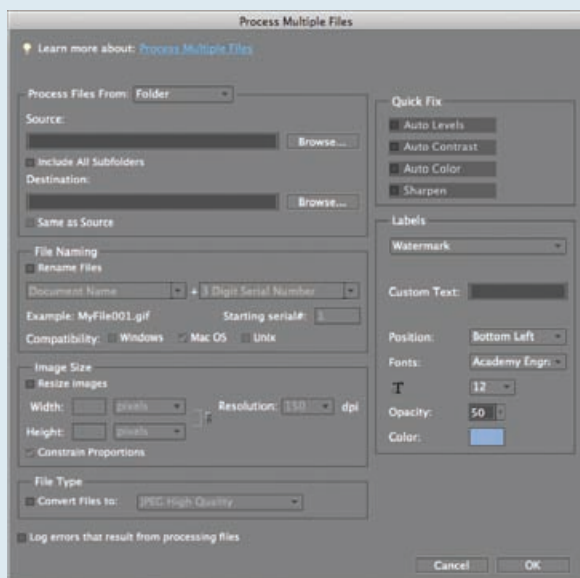 Process Multiple Files
Learn more about: Process Multiple Files
Process Files From: Folder
Source:
Browse...
Include All Subfolders
Destination:
Browse...
Same as Source
File Naming
Rename Files
Document Name + 3 Digit Serial Number
Example: MyFile001.gif Starting serial#: 1
Compatibility: Windows Mac OS Unix
Image Size
Resize Images
Width: pixels Resolution: 150 dpi
Height: pixels
Constrain Proportions
File Type
Convert Files to: JPEG High Quality
Log errors that result from processing files
Quick Fix
Auto Levels
Auto Contrast
Auto Color
Sharpen
Labels
Watermark
Custom Text:
Position: Bottom Left
Fonts: Academy Engr
T 12
Opacity: 50
Color:
Cancel OK